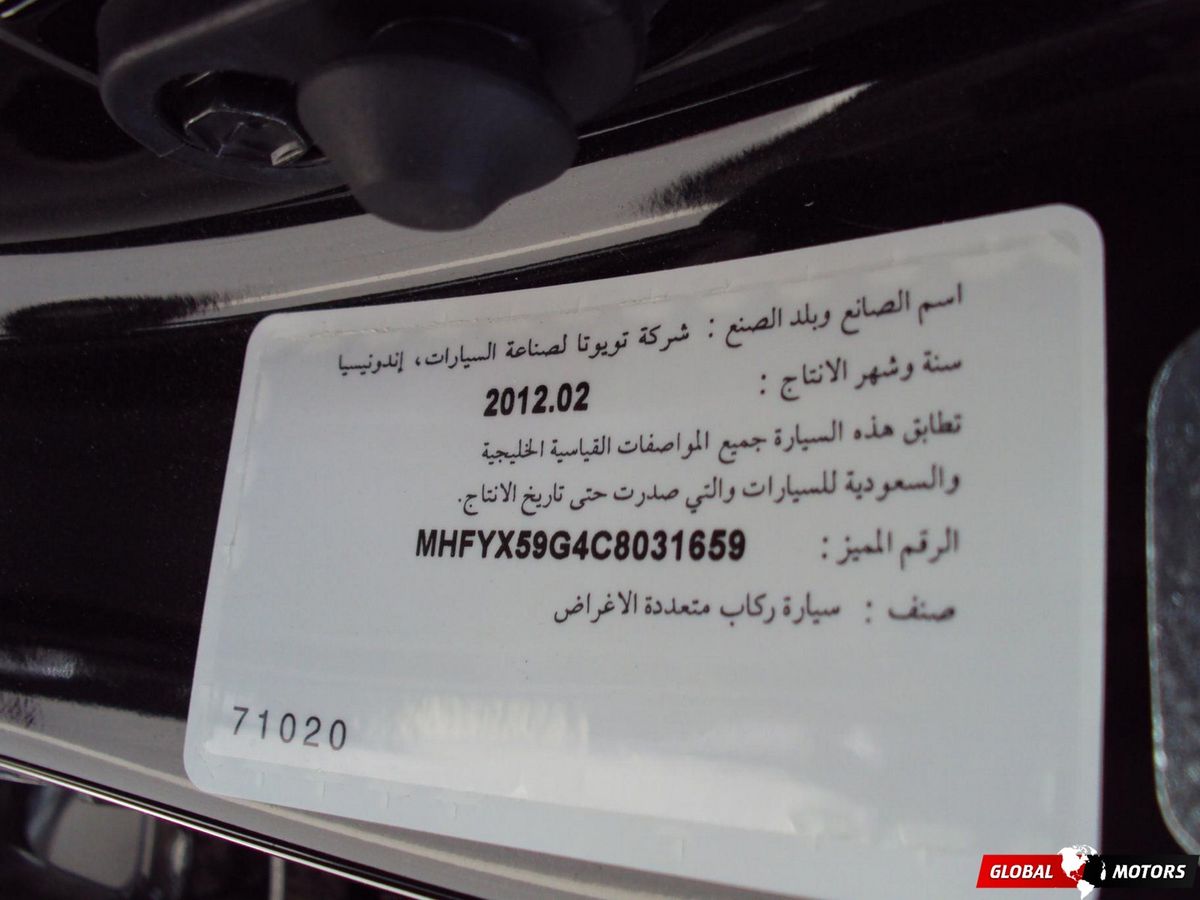 اسم الصانع وبلد الصنع : شركة تويوتا لصناعة السيارات، إندونيسيا
سنة وشهر الانتاج : 2012.02
تطابق هذه السيارة جميع المواصفات القياسية الخليجية
والسعودية للسيارات والتي صدرت حتى تاريخ الانتاج.
الرقم المميز : MHFYX59G4C8031659
صنف : سيارة ركاب متعددة الاغراض
71020
GLOBAL MOTORS